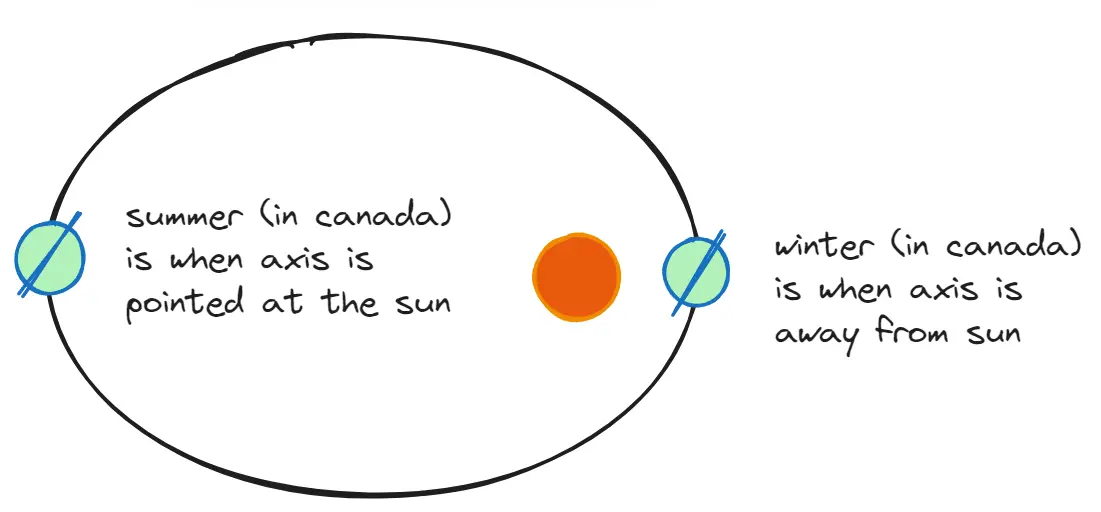 summer (in canada)
is when axis is
pointed at the sun
winter (in canada)
is when axis is
away from sun